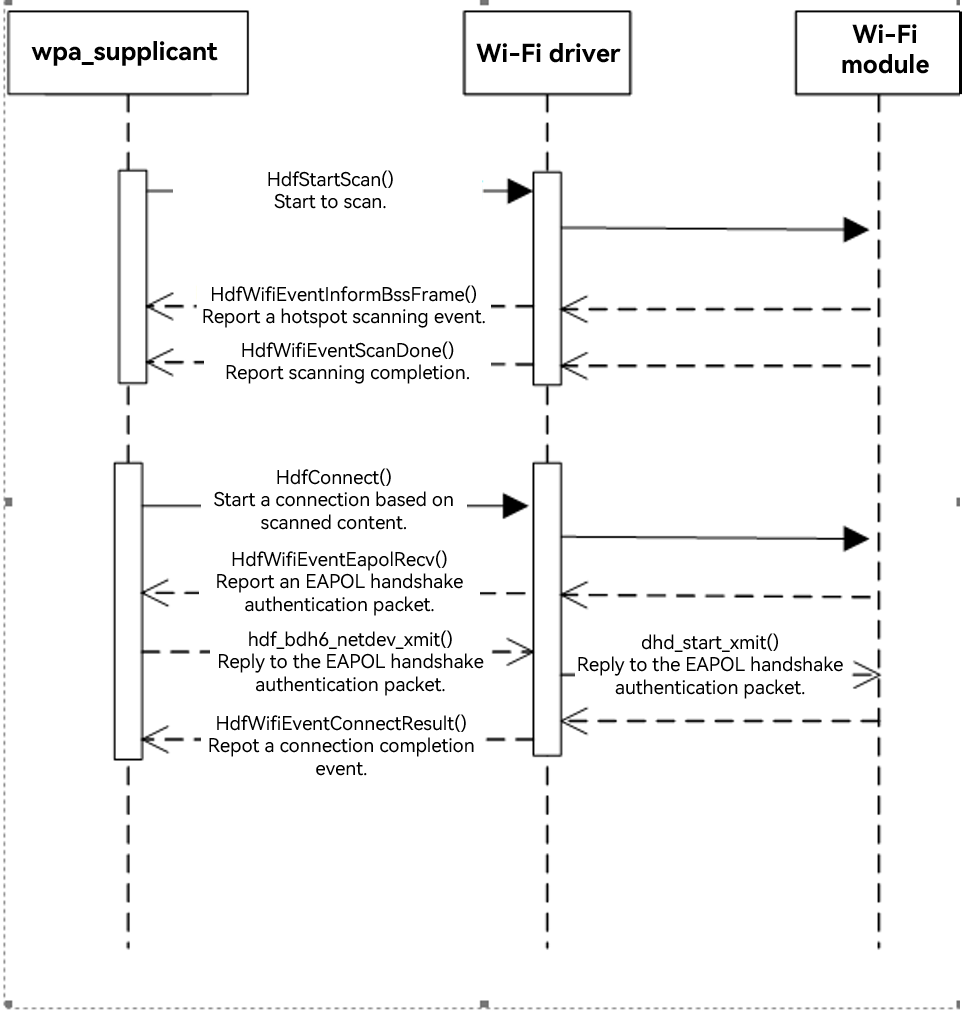 wpa_supplicant
Wi-Fi driver
Wi-Fi
module
HdfStartScan()
Start to scan.
HdfWifiEventInformBssFrame()
Report a hotspot scanning event.
HdfWifiEventScanDone()
Report scanning completion.
HdfConnect()
Start a connection based on
scanned content.
HdfWifiEventEapolRecv()
Report an EAPOL handshake
authentication packet.
hdf_bdh6_netdev_xmit()
Reply to the EAPOL handshake
authentication packet.
dhd_start_xmit()
Reply to the EAPOL handshake
authentication packet.
HdfWifiEventConnectResult()
Repot a connection completion
event.